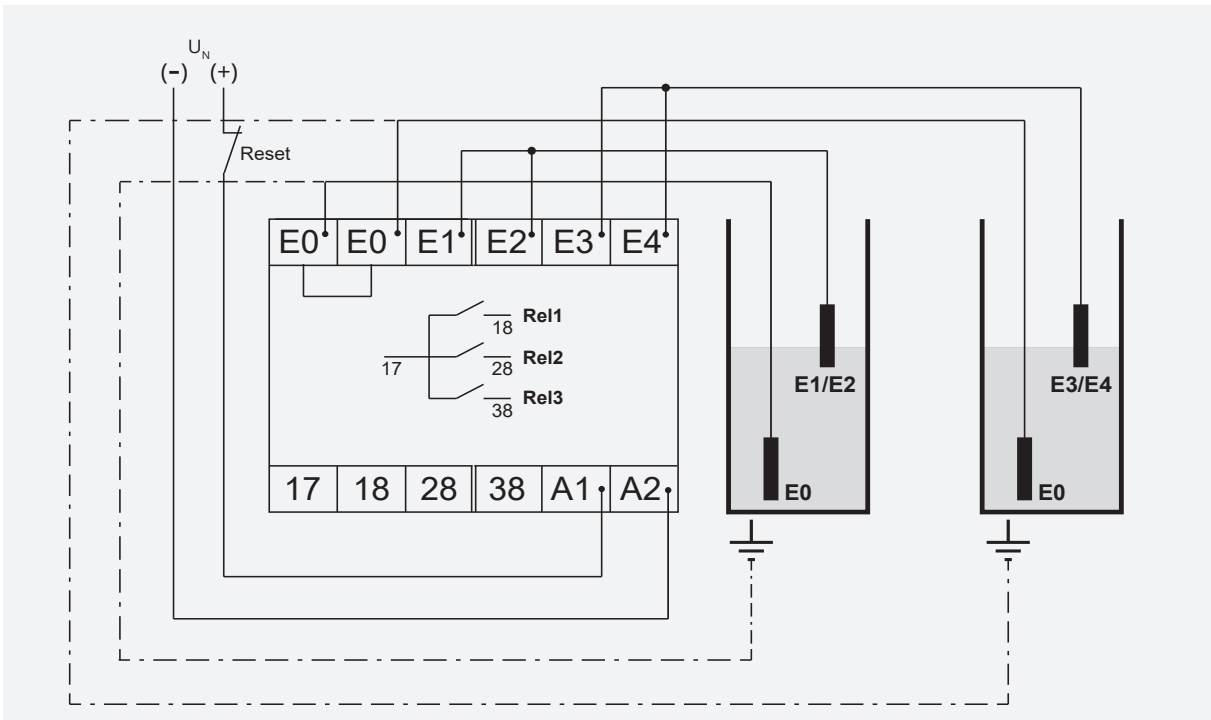 U_N
(-) (+)
Reset
E0 E0 E1 E2 E3 E4
18 Rel1
17 28 Rel2
38 Rel3
E1/E2
E3/E4
17 18 28 38 A1 A2
E0
E0